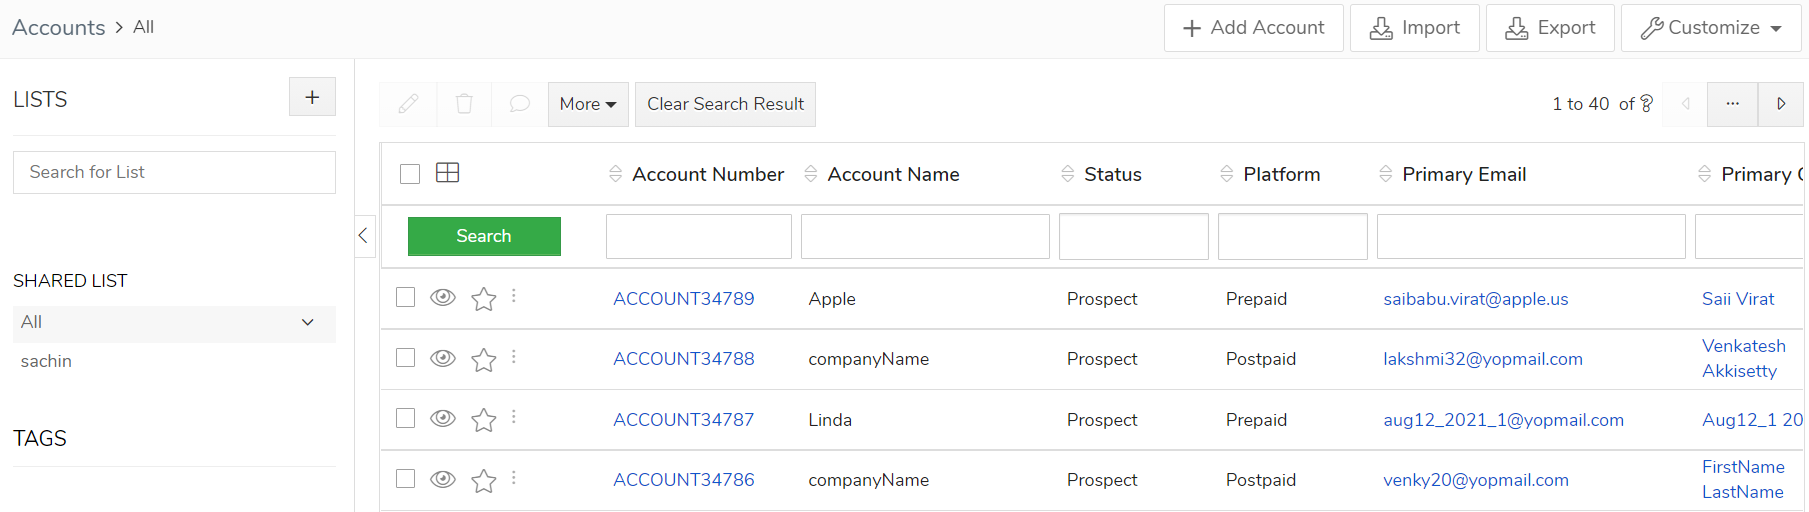 Accounts > All
+ Add Account Import Export Customize
LISTS +
Search for List
SHARED LIST
All
sachin
TAGS
More Clear Search Result 1 to 40 of ? ...
Account Number Account Name Status Platform Primary Email Primary C
Search
ACCOUNT34789 Apple Prospect Prepaid saibabu.virat@apple.us Saii Virat
ACCOUNT34788 companyName Prospect Postpaid lakshmi32@yopmail.com Venkatesh
Akkisetty
ACCOUNT34787 Linda Prospect Prepaid aug12_2021_1@yopmail.com Aug12_1 20
ACCOUNT34786 companyName Prospect Postpaid venky20@yopmail.com FirstName
LastName